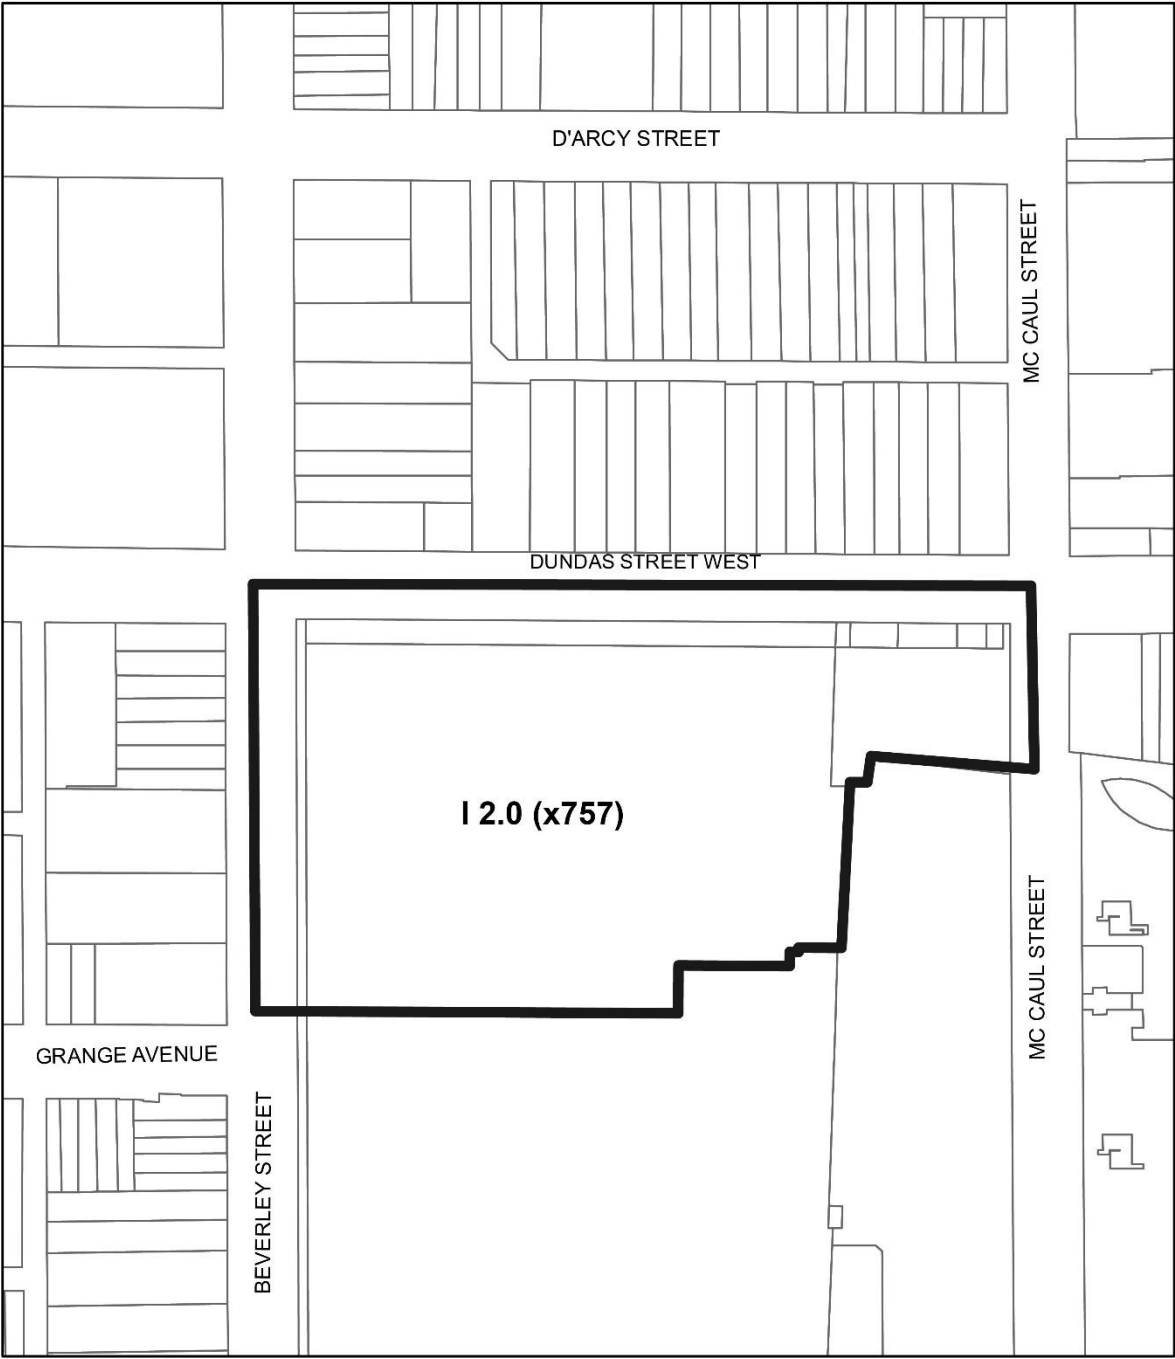 D'ARCY STREET
MC CAUL STREET
DUNDAS STREET WEST
I 2.0 (x757)
MC CAUL STREET
GRANGE AVENUE
BEVERLEY STREET